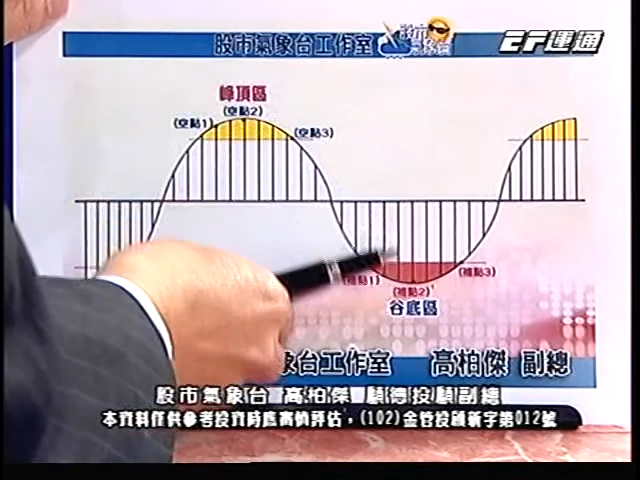 股市氣象台工作室
股市
EF運通
峰頂區
(空點1)
(空點2)
(空點3)
(補點1)
(補點2)
(補點3)
谷底區
象台工作室 高柏傑 副總
股市氣象台 高柏傑 順德投顧副總
本資料僅供參考投資時應審慎評估，(102)金管投顧新字第012號